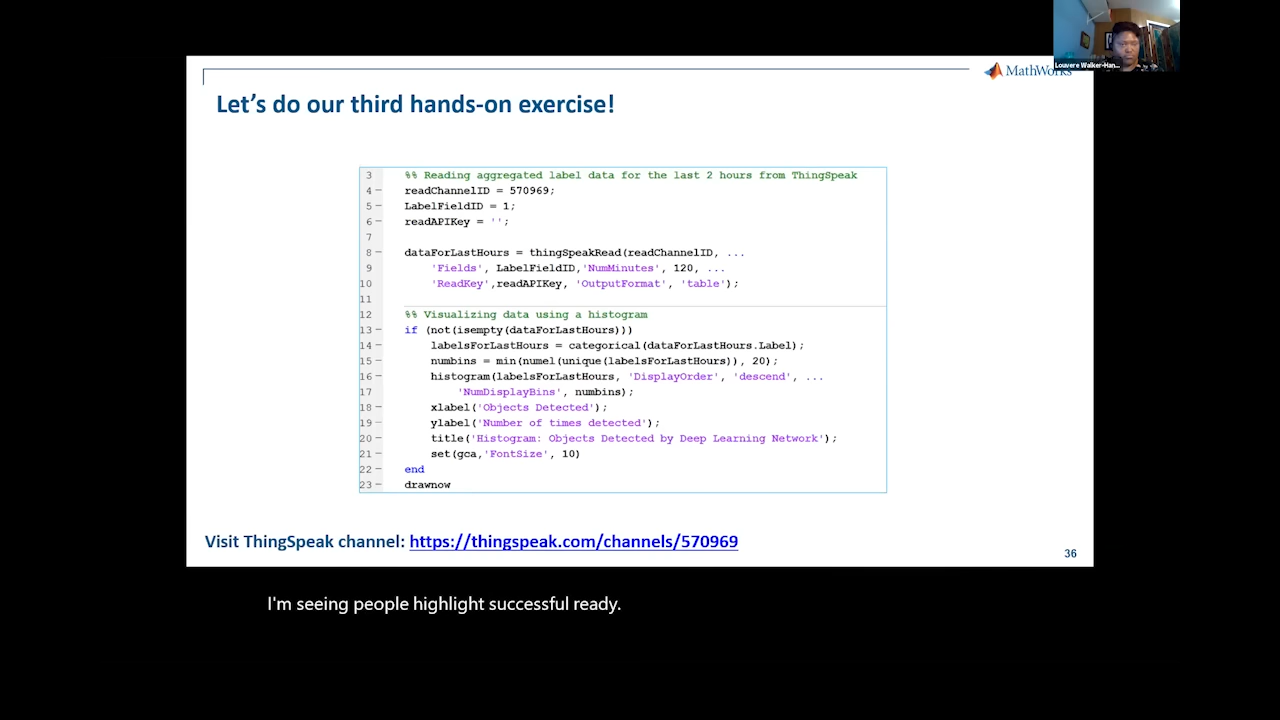 Louvere Walker-Han...
MathWorks
Let's do our third hands-on exercise!
3 %% Reading aggregated label data for the last 2 hours from ThingSpeak
4 − readChannelID = 570969;
5 − LabelFieldID = 1;
6 − readAPIKey = '';
7
8 − dataForLastHours = thingSpeakRead(readChannelID, ...
9 'Fields', LabelFieldID,'NumMinutes', 120, ...
10 'ReadKey',readAPIKey, 'OutputFormat', 'table');
11
12 %% Visualizing data using a histogram
13 − if (not(isempty(dataForLastHours)))
14 − labelsForLastHours = categorical(dataForLastHours.Label);
15 − numbins = min(numel(unique(labelsForLastHours)), 20);
16 − histogram(labelsForLastHours, 'DisplayOrder', 'descend', ...
17 'NumDisplayBins', numbins);
18 − xlabel('Objects Detected');
19 − ylabel('Number of times detected');
20 − title('Histogram: Objects Detected by Deep Learning Network');
21 − set(gca,'FontSize', 10)
22 − end
23 − drawnow
Visit ThingSpeak channel: https://thingspeak.com/channels/570969
36
I'm seeing people highlight successful ready.